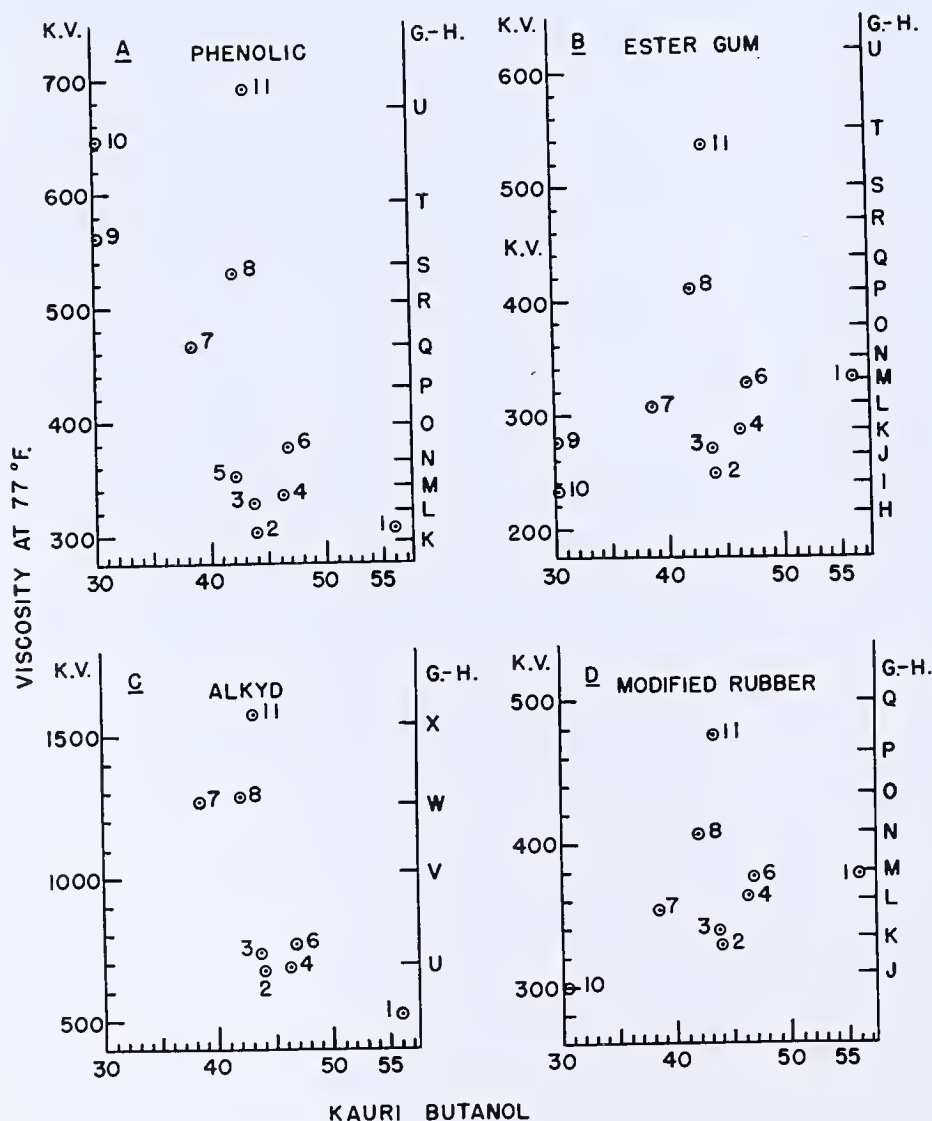 K.V.
A
PHENOLIC
G.-H.
700
600
500
400
300
11
10
9
8
7
6
5
3
4
2
1
U
T
S
R
Q
P
O
N
M
L
K
30
40
50
55
K.V.
B
ESTER GUM
G.-H.
600
500
K.V.
400
300
200
11
8
6
1
7
4
3
9
2
10
U
T
S
R
Q
P
O
N
M
L
K
J
I
H
30
40
50
55
VISCOSITY AT 77 °F.
K.V.
C
ALKYD
G.-H.
1500
1000
500
11
7
8
3
6
4
2
1
X
W
V
U
30
40
50
55
K.V.
D
MODIFIED RUBBER
G.-H.
500
400
300
11
8
6
1
4
7
3
2
10
Q
P
O
N
M
L
K
J
30
40
50
55
KAURI BUTANOL